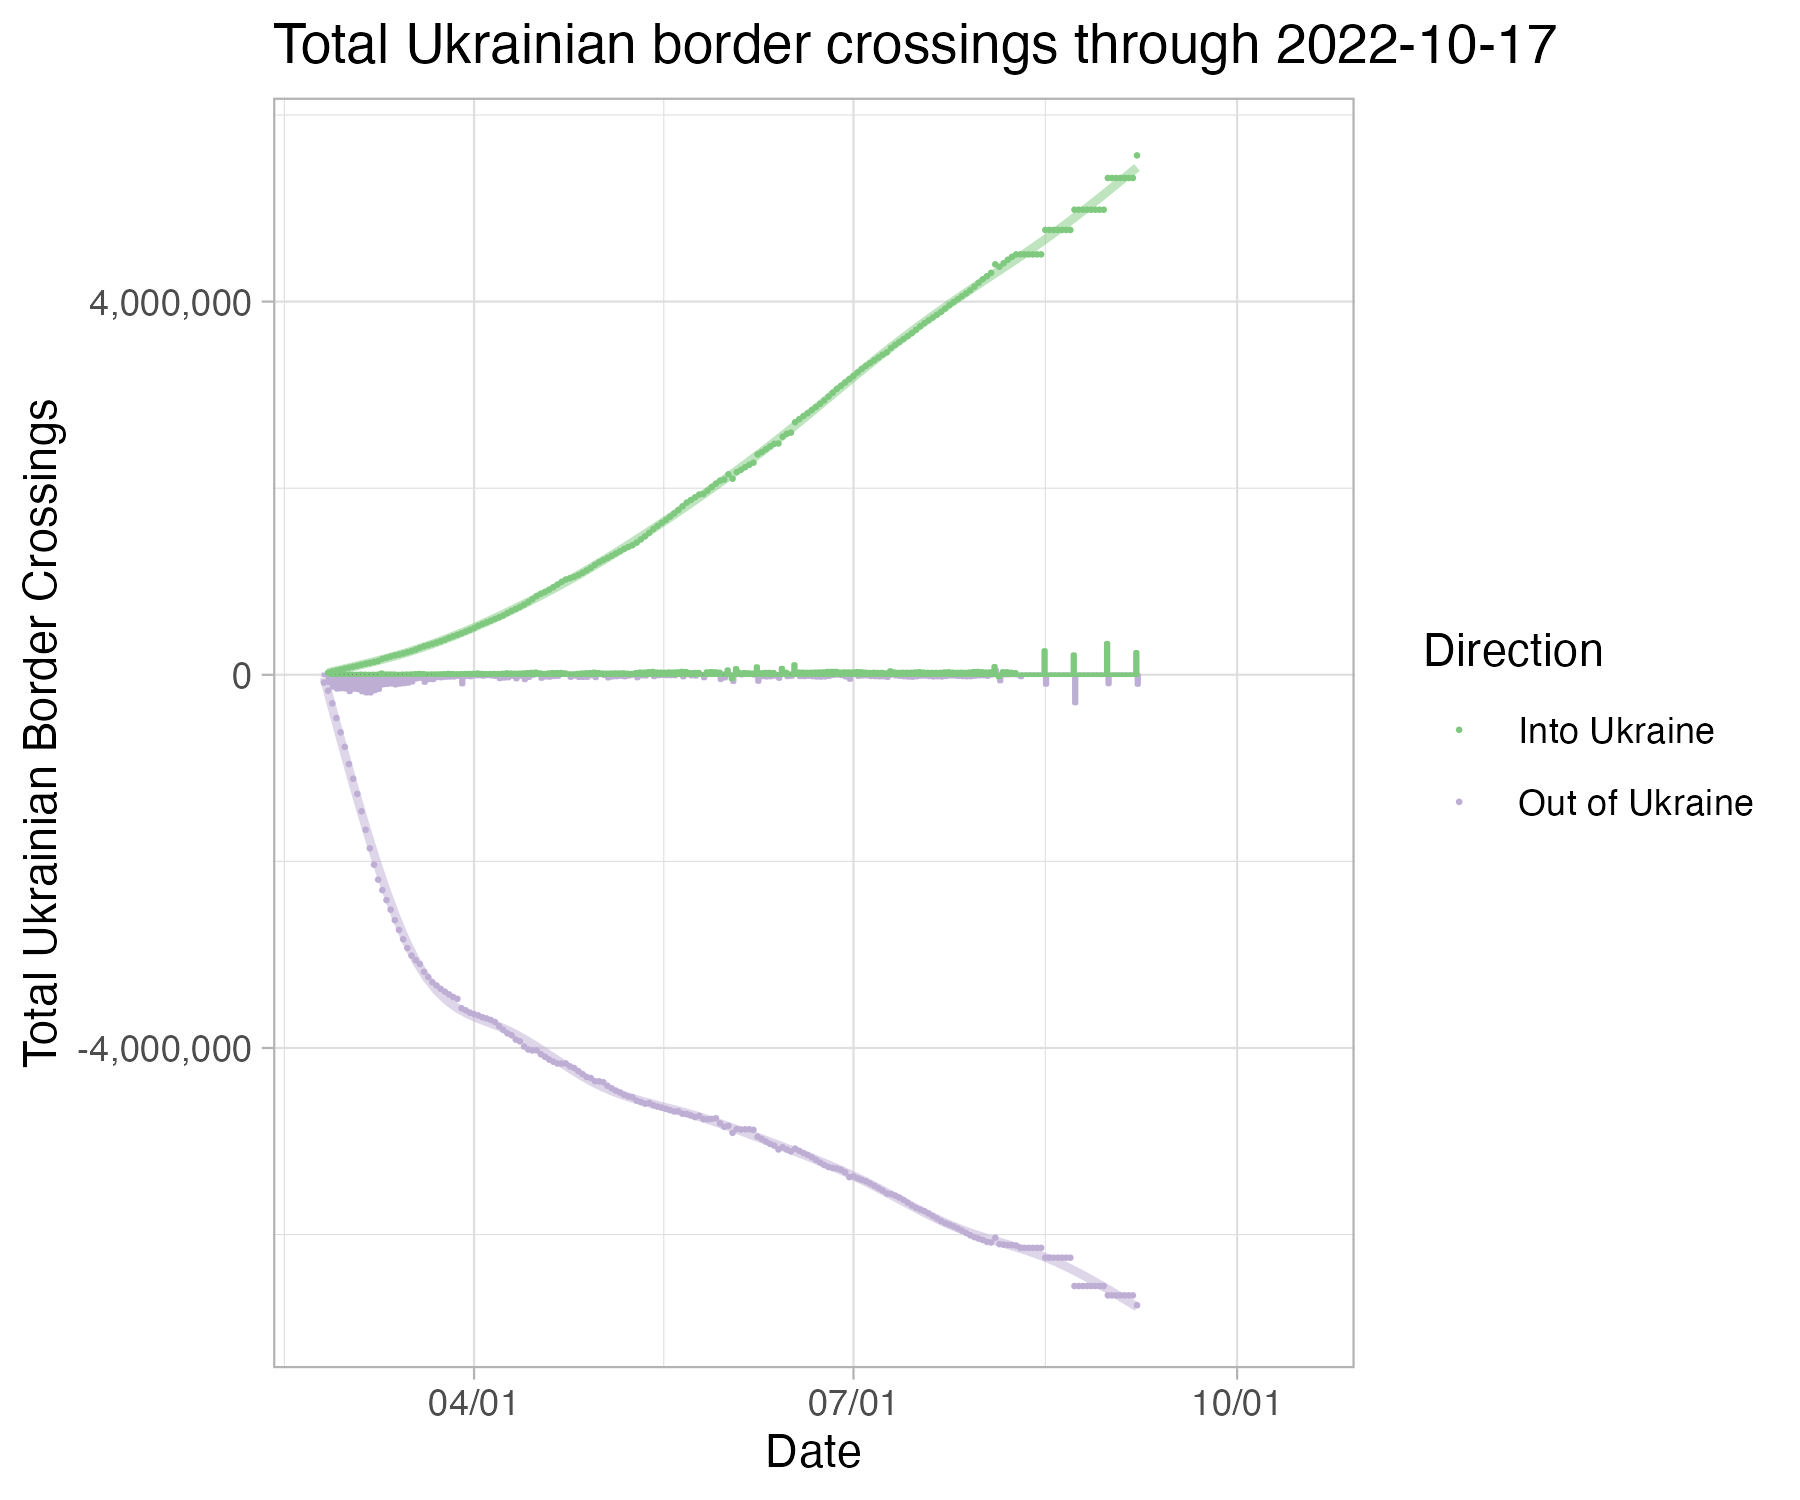 Total Ukrainian border crossings through 2022-10-17
Total Ukrainian Border Crossings
4,000,000
0
-4,000,000
04/01
07/01
10/01
Date
Direction
Into Ukraine
Out of Ukraine